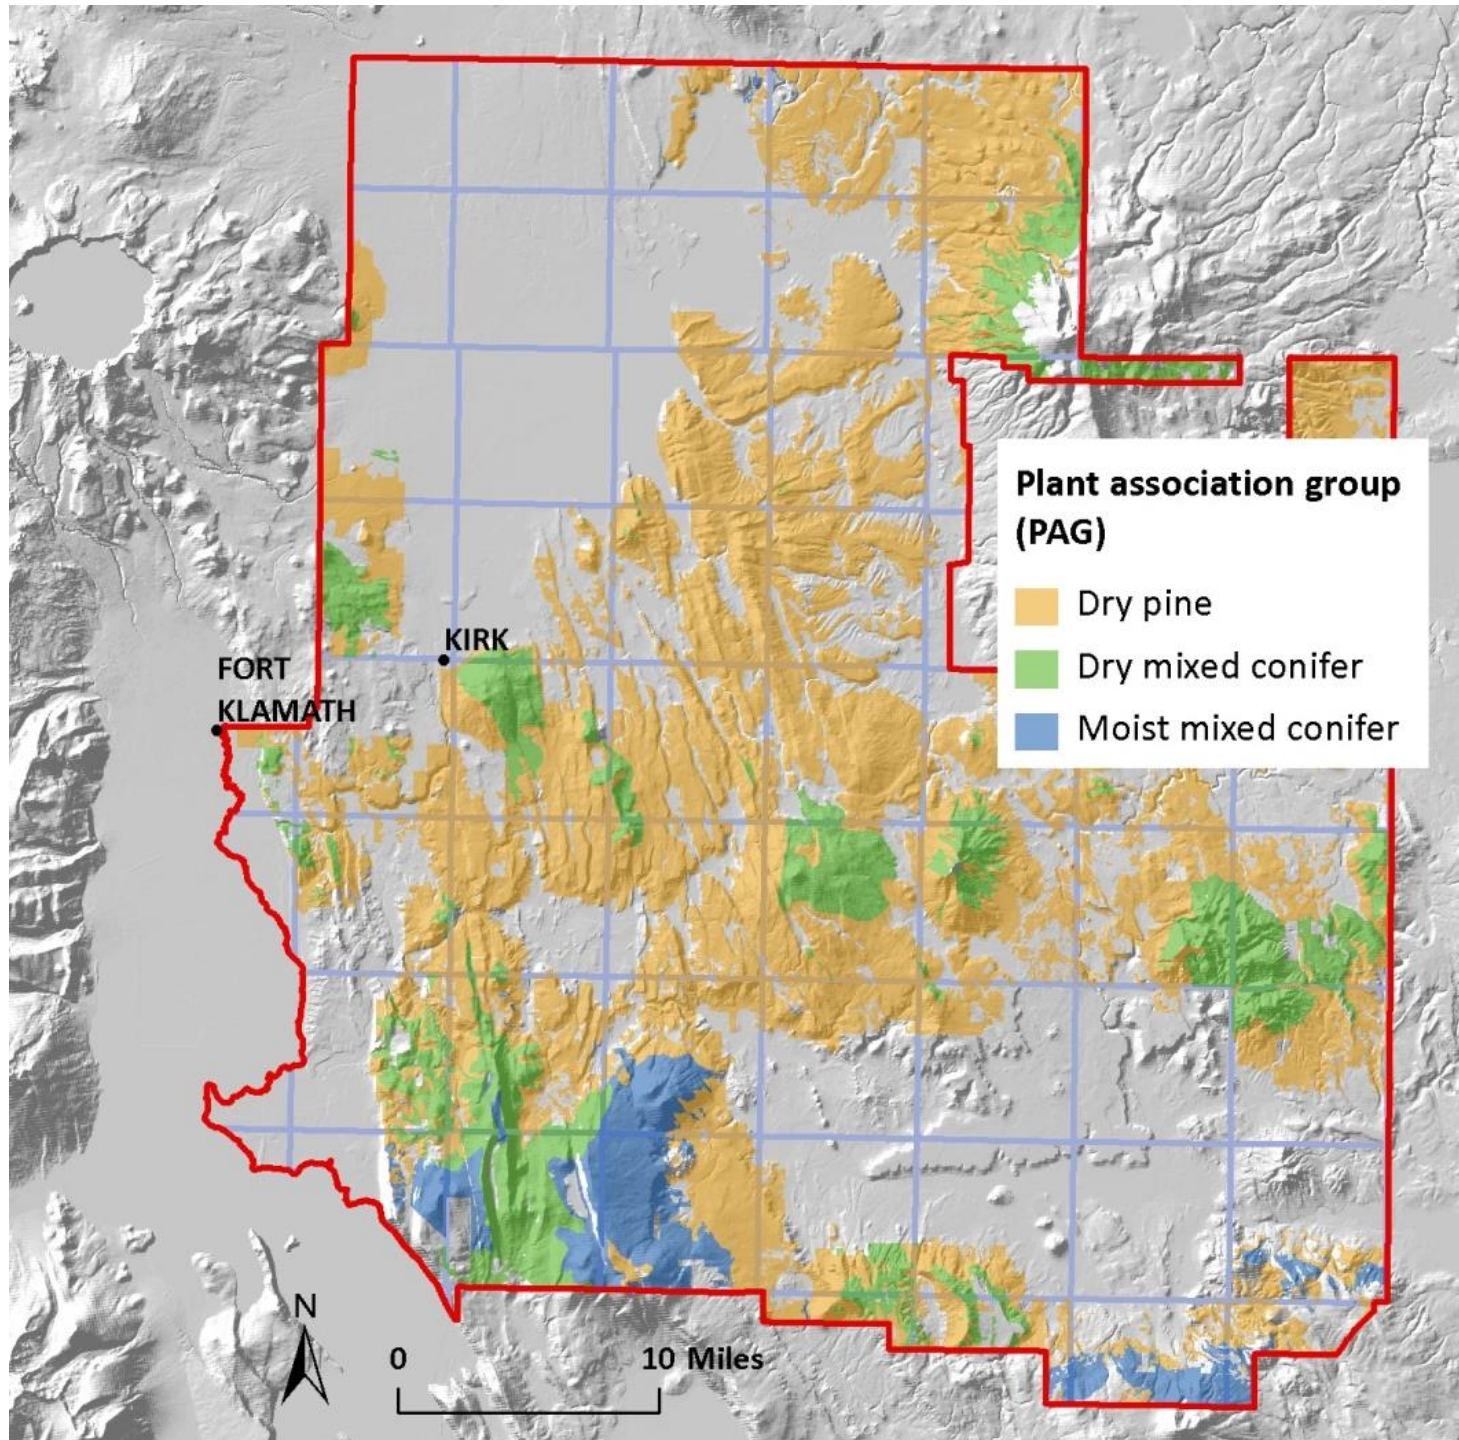 KIRK
FORT
KLAMATH
Plant association group
(PAG)
Dry pine
Dry mixed conifer
Moist mixed conifer
N
0 10 Miles